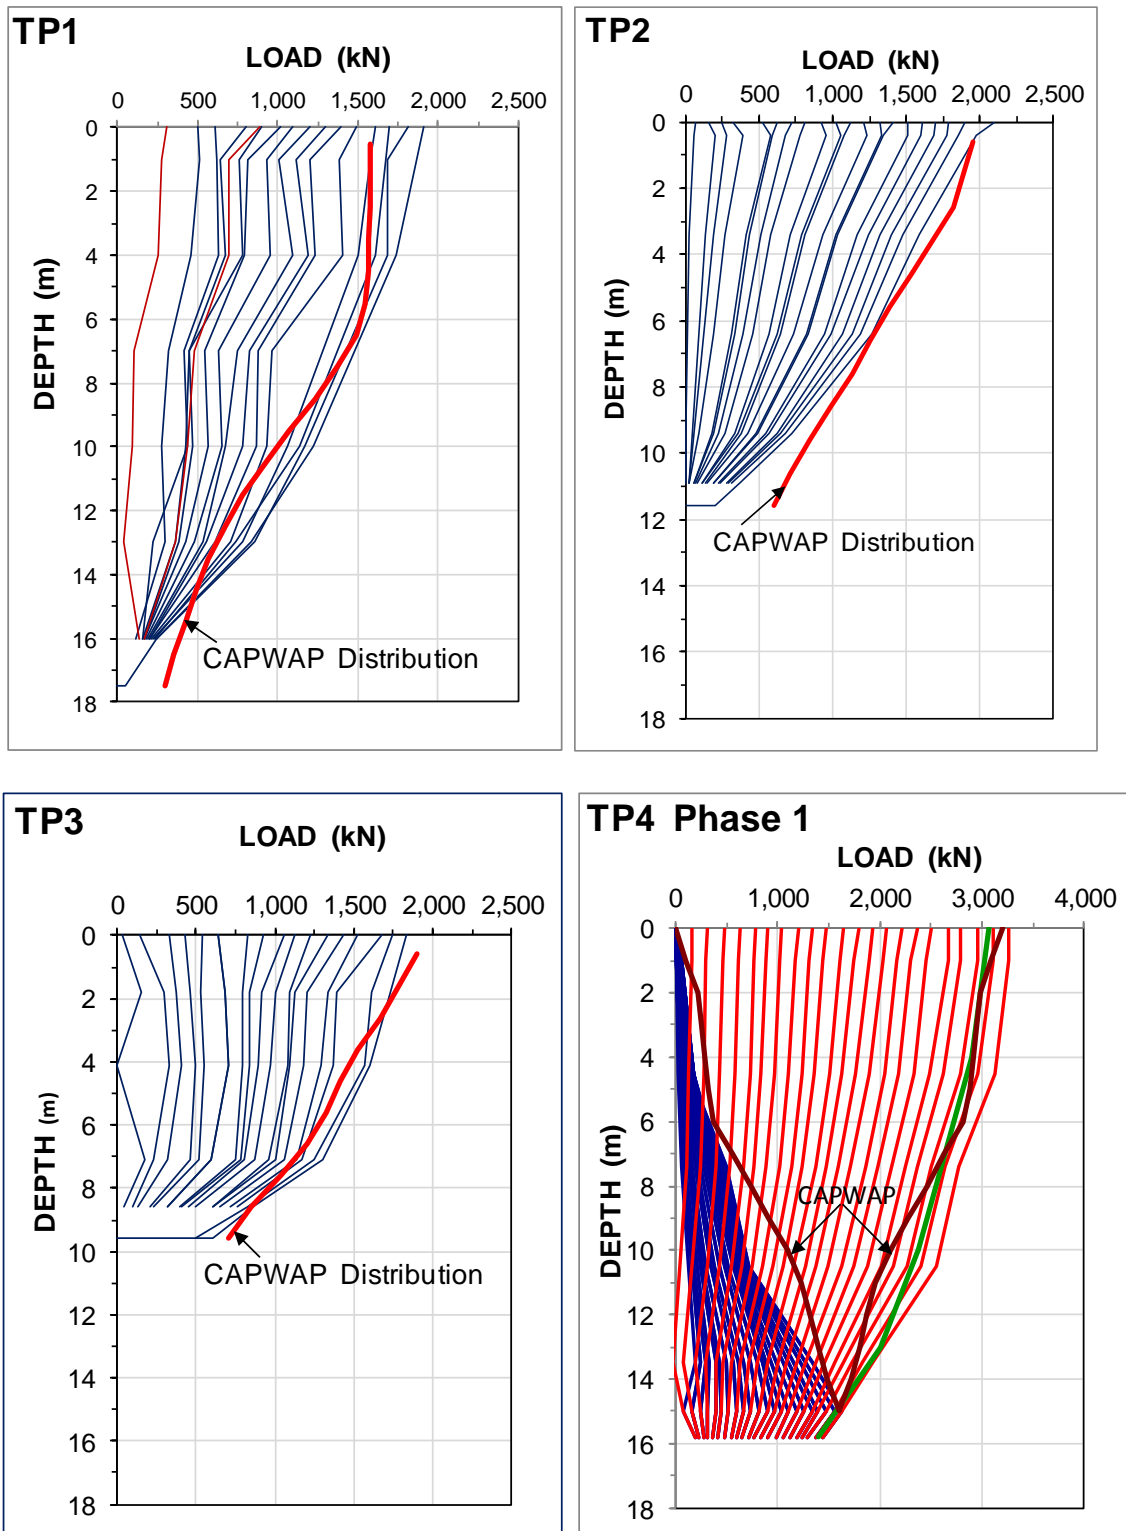 TP1
LOAD (kN)
0 500 1,000 1,500 2,000 2,500
0
2
4
6
8
10
12
14
16
18
DEPTH (m)
CAPWAP Distribution
TP2
LOAD (kN)
0 500 1,000 1,500 2,000 2,500
0
2
4
6
8
10
12
14
16
18
DEPTH (m)
CAPWAP Distribution
TP3
LOAD (kN)
0 500 1,000 1,500 2,000 2,500
0
2
4
6
8
10
12
14
16
18
DEPTH (m)
CAPWAP Distribution
TP4 Phase 1
LOAD (kN)
0 1,000 2,000 3,000 4,000
0
2
4
6
8
10
12
14
16
18
DEPTH (m)
CAPWAP